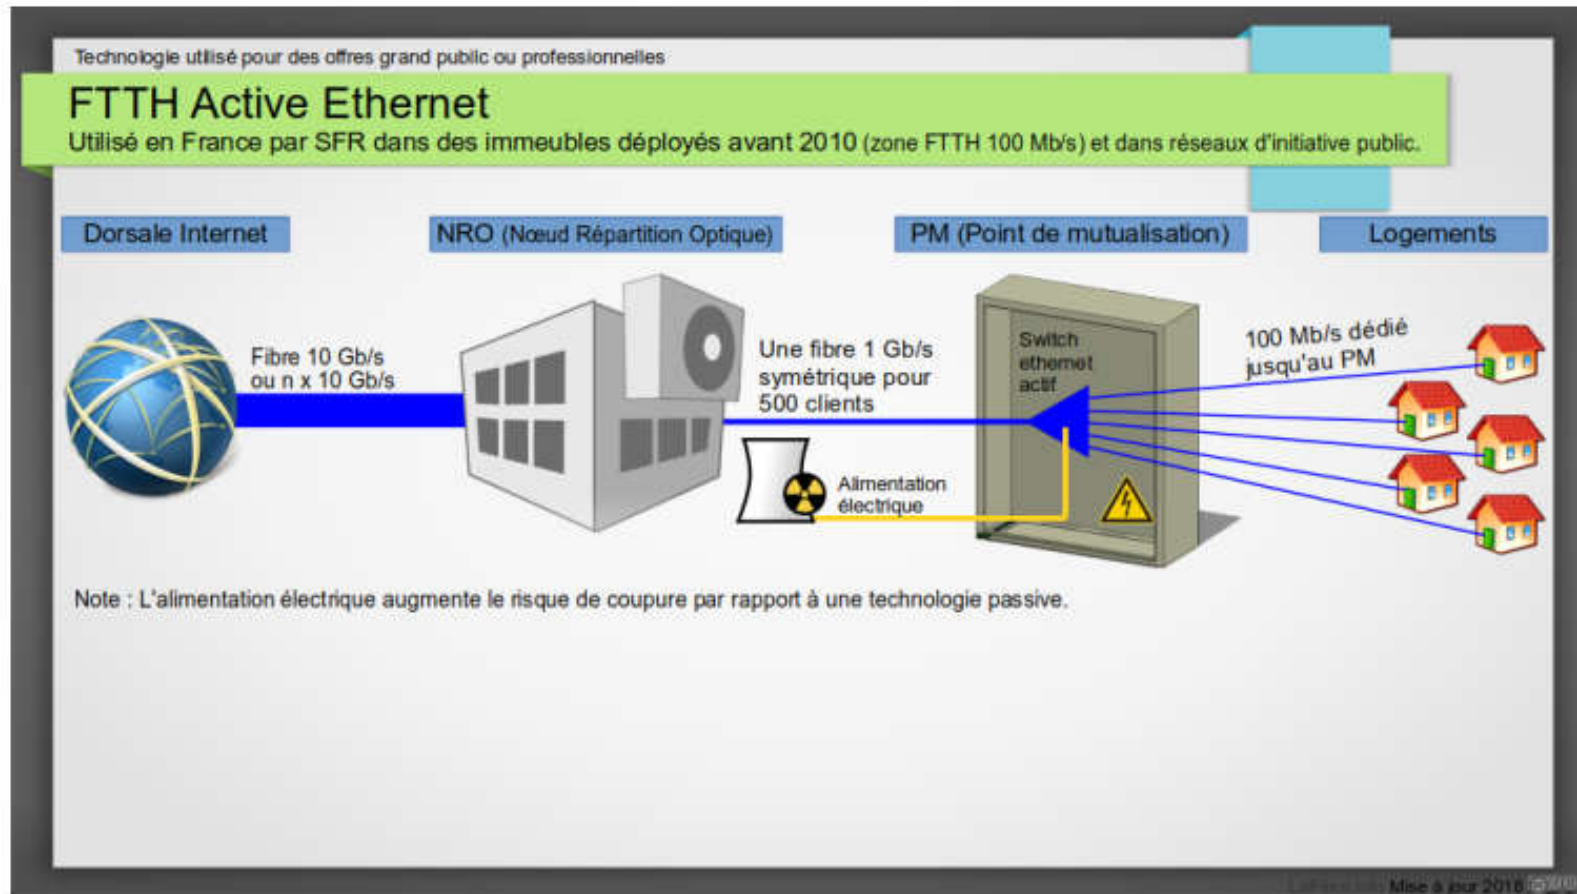 Technologie utilisé pour des offres grand public ou professionnelles
FTTH Active Ethernet
Utilisé en France par SFR dans des immeubles déployés avant 2010 (zone FTTH 100 Mb/s) et dans réseaux d'initiative public.
Dorsale Internet
NRO (Nœud Répartition Optique)
PM (Point de mutualisation)
Logements
Fibre 10 Gb/s
ou n x 10 Gb/s
Une fibre 1 Gb/s
symétrique pour
500 clients
Alimentation
électrique
Switch
ethernet
actif
100 Mb/s dédié
jusqu'au PM
Note : L'alimentation électrique augmente le risque de coupure par rapport à une technologie passive.
Mise à jour 2016